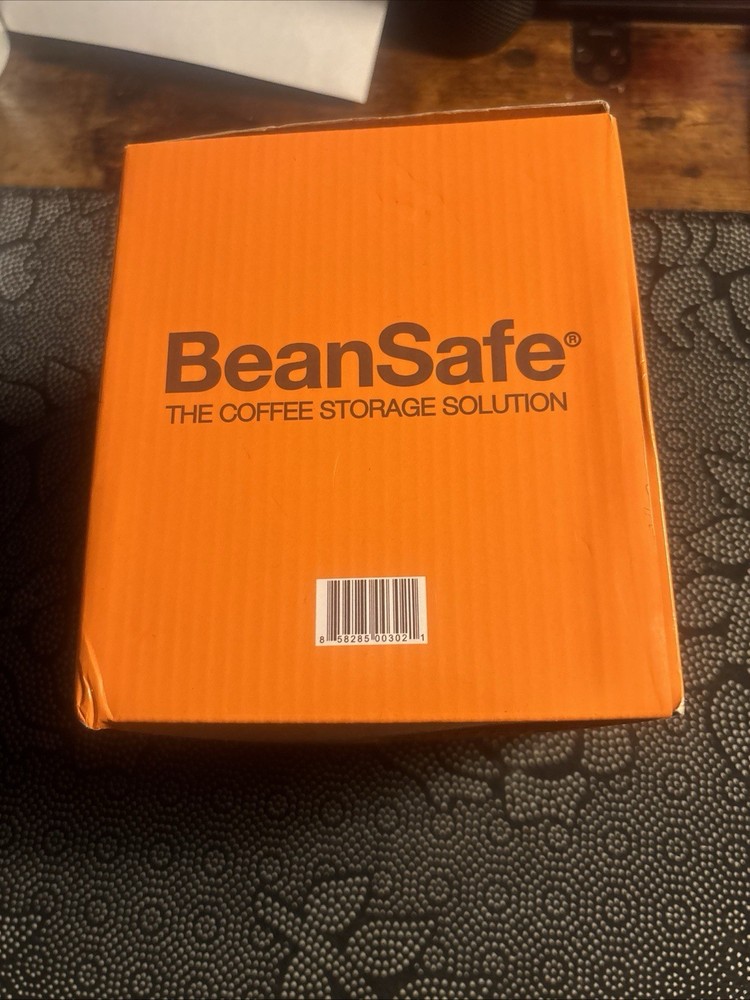 BeanSafe®
THE COFFEE STORAGE SOLUTION
8 58285 00302 1